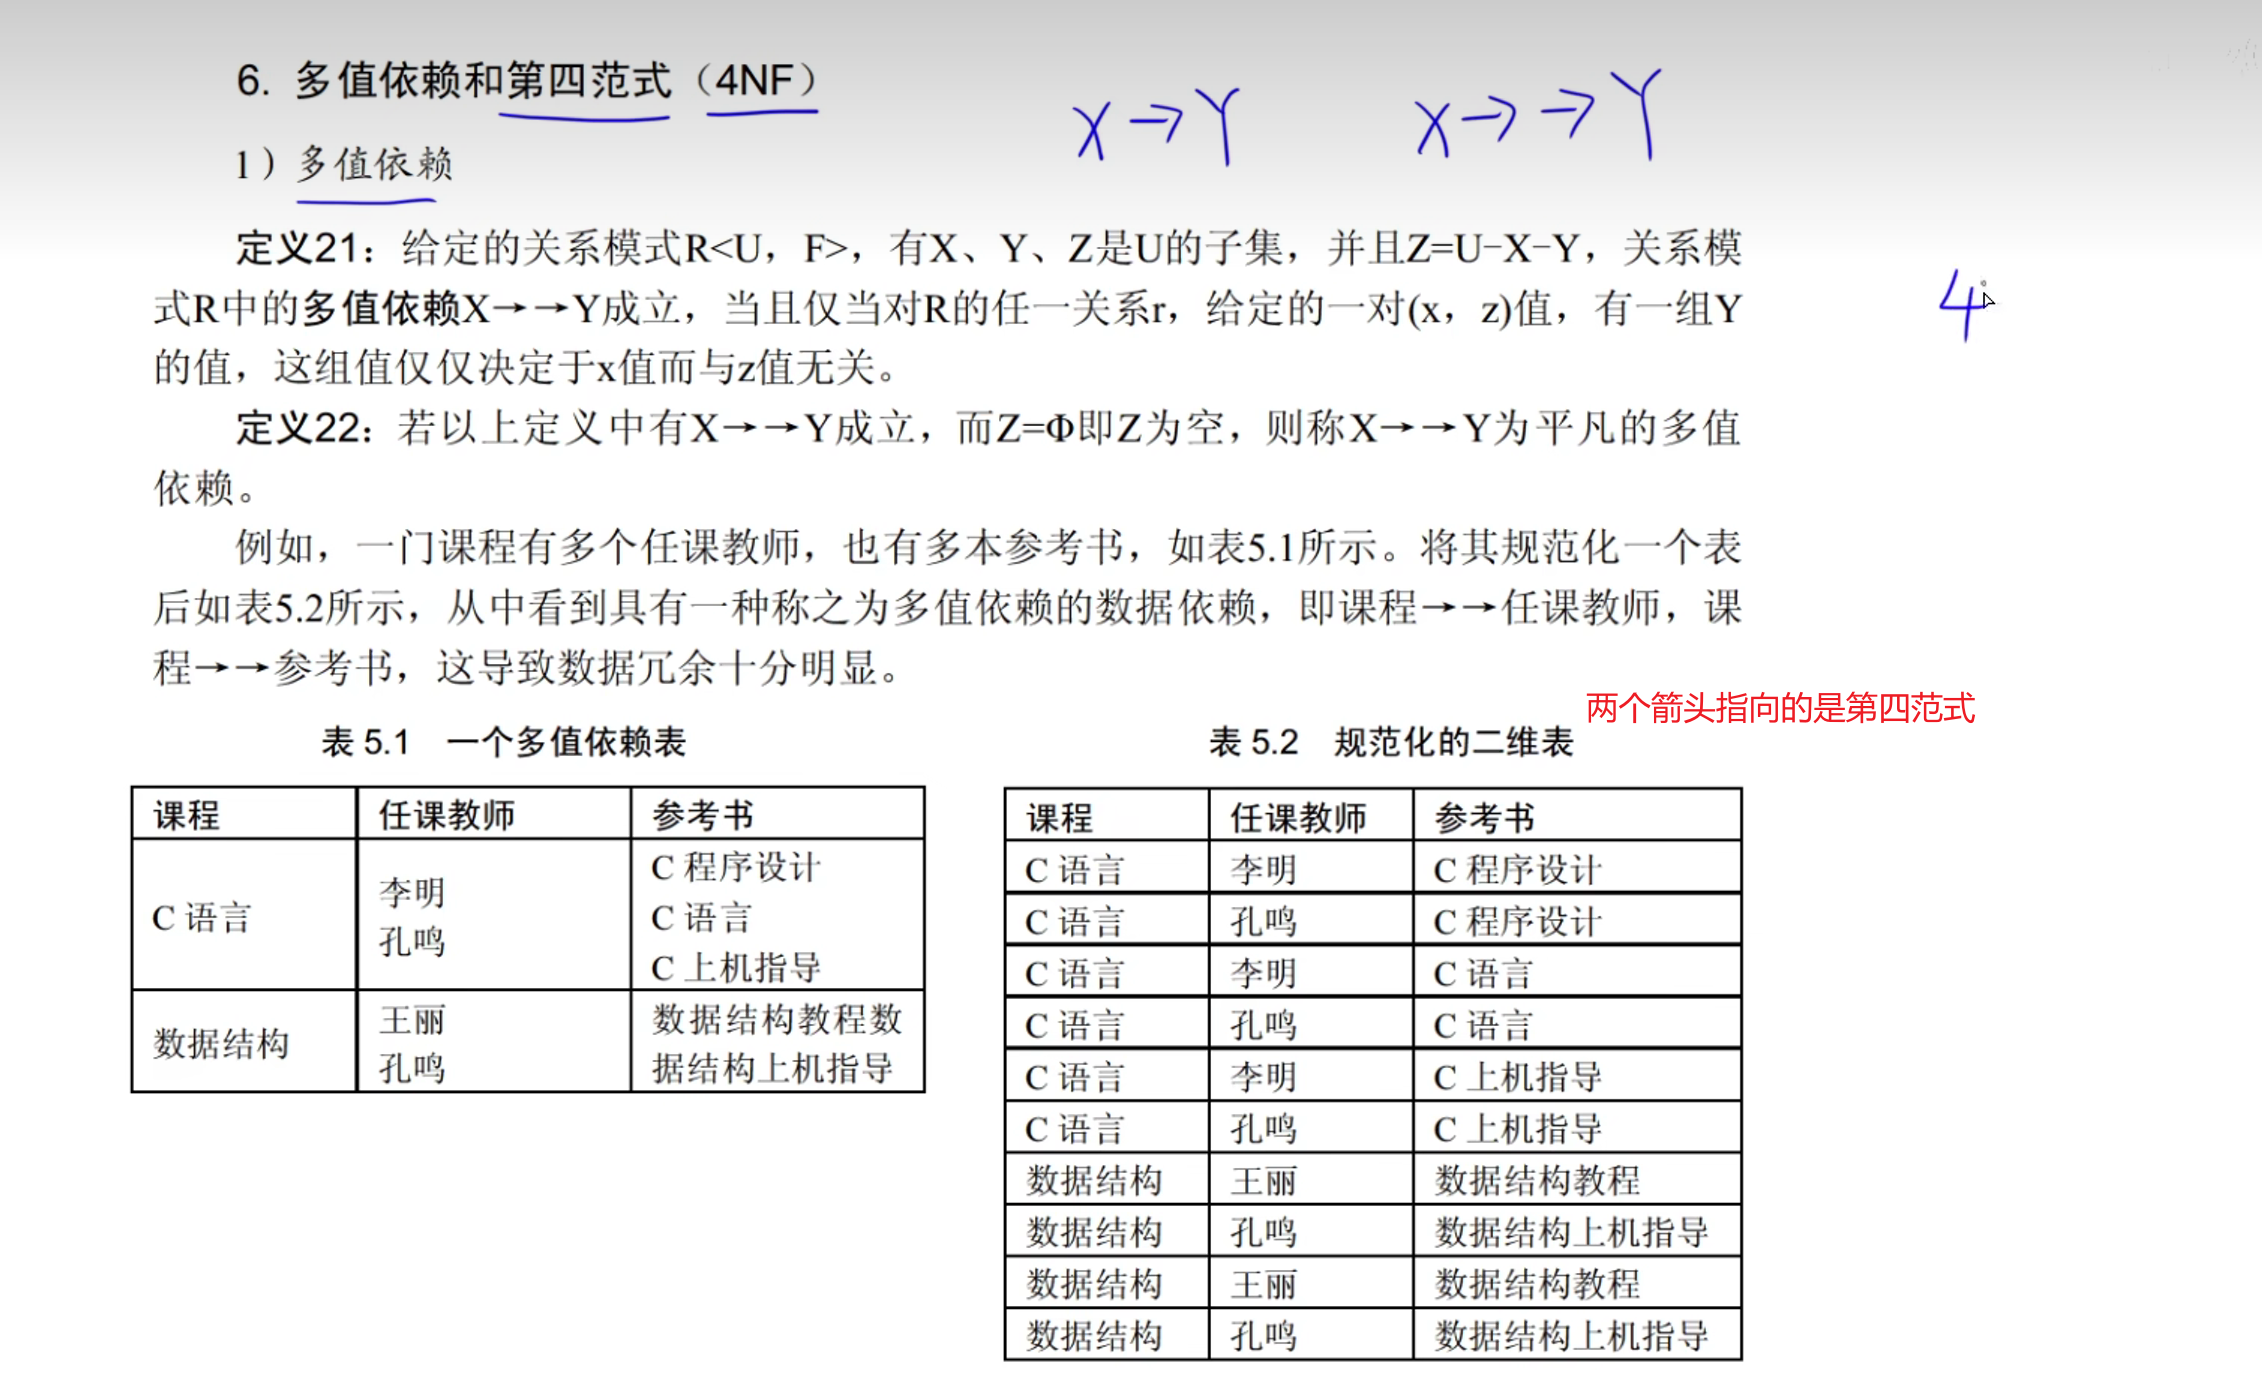 6. 多值依赖和第四范式（4NF）
X→Y X→→Y
1）多值依赖
定义21：给定的关系模式R<U，F>，有X、Y、Z是U的子集，并且Z=U-X-Y，关系模
4
式R中的多值依赖X→→Y成立，当且仅当对R的任一关系r，给定的一对(x，z)值，有一组Y
的值，这组值仅仅决定于x值而与z值无关。
定义22：若以上定义中有X→→Y成立，而Z=Φ即Z为空，则称X→→Y为平凡的多值
依赖。
例如，一门课程有多个任课教师，也有多本参考书，如表5.1所示。将其规范化一个表
后如表5.2所示，从中看到具有一种称之为多值依赖的数据依赖，即课程→→任课教师，课
程→→参考书，这导致数据冗余十分明显。
两个箭头指向的是第四范式
表 5.1 一个多值依赖表
课程 任课教师 参考书
C 语言
李明
孔鸣
C 程序设计
C 语言
C 上机指导
数据结构
王丽
孔鸣
数据结构教程数
据结构上机指导
表 5.2 规范化的二维表
课程 任课教师 参考书
C 语言 李明 C 程序设计
C 语言 孔鸣 C 程序设计
C 语言 李明 C 语言
C 语言 孔鸣 C 语言
C 语言 李明 C 上机指导
C 语言 孔鸣 C 上机指导
数据结构 王丽 数据结构教程
数据结构 孔鸣 数据结构上机指导
数据结构 王丽 数据结构教程
数据结构 孔鸣 数据结构上机指导